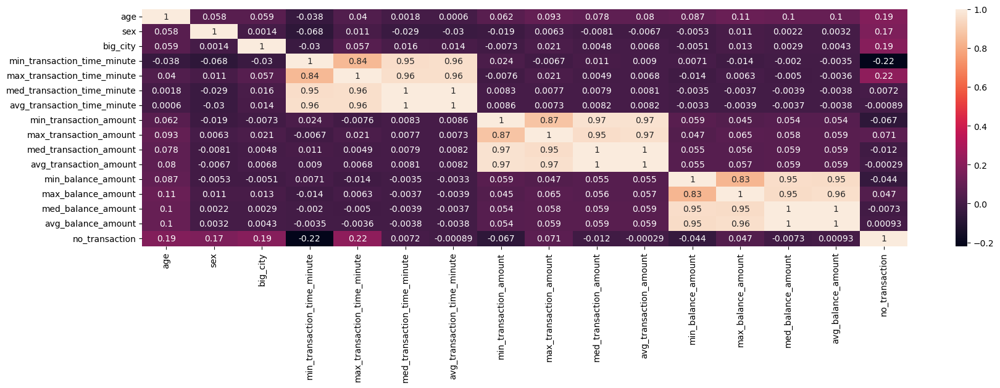 age 1 0.058 0.059 -0.038 0.04 0.0018 0.0006 0.062 0.093 0.078 0.08 0.087 0.11 0.1 0.1 0.19
sex 0.058 1 0.0014 -0.068 0.011 -0.029 -0.03 -0.019 0.0063 -0.0081 -0.0067 -0.0053 0.011 0.0022 0.0032 0.17
big_city 0.059 0.0014 1 -0.03 0.057 0.016 0.014 -0.0073 0.021 0.0048 0.0068 -0.0051 0.013 0.0029 0.0043 0.19
min_transaction_time_minute -0.038 -0.068 -0.03 1 0.84 0.95 0.96 0.024 -0.0067 0.011 0.009 0.0071 -0.014 -0.002 -0.0035 -0.22
max_transaction_time_minute 0.04 0.011 0.057 0.84 1 0.96 0.96 -0.0076 0.021 0.0049 0.0068 -0.014 0.0063 -0.005 -0.0036 0.22
med_transaction_time_minute 0.0018 -0.029 0.016 0.95 0.96 1 1 0.0083 0.0077 0.0079 0.0081 -0.0035 -0.0037 -0.0039 -0.0038 0.0072
avg_transaction_time_minute 0.0006 -0.03 0.014 0.96 0.96 1 1 0.0086 0.0073 0.0082 0.0082 -0.0033 -0.0039 -0.0037 -0.0038 -0.00089
min_transaction_amount 0.062 -0.019 -0.0073 0.024 -0.0076 0.0083 0.0086 1 0.87 0.97 0.97 0.059 0.045 0.054 0.054 -0.067
max_transaction_amount 0.093 0.0063 0.021 -0.0067 0.021 0.0077 0.0073 0.87 1 0.95 0.97 0.047 0.065 0.058 0.059 0.071
med_transaction_amount 0.078 -0.0081 0.0048 0.011 0.0049 0.0079 0.0082 0.97 0.95 1 1 0.055 0.056 0.059 0.059 -0.012
avg_transaction_amount 0.08 -0.0067 0.0068 0.009 0.0068 0.0081 0.0082 0.97 0.97 1 1 0.055 0.057 0.059 0.059 -0.00029
min_balance_amount 0.087 -0.0053 -0.0051 0.0071 -0.014 -0.0035 -0.0033 0.059 0.047 0.055 0.055 1 0.83 0.95 0.95 -0.044
max_balance_amount 0.11 0.011 0.013 -0.014 0.0063 -0.0037 -0.0039 0.045 0.065 0.056 0.057 0.83 1 0.95 0.96 0.047
med_balance_amount 0.1 0.0022 0.0029 -0.002 -0.005 -0.0039 -0.0037 0.054 0.058 0.059 0.059 0.95 0.95 1 1 -0.0073
avg_balance_amount 0.1 0.0032 0.0043 -0.0035 -0.0036 -0.0038 -0.0038 0.054 0.059 0.059 0.059 0.95 0.96 1 1 0.00093
no_transaction 0.19 0.17 0.19 -0.22 0.22 0.0072 -0.00089 -0.067 0.071 -0.012 -0.00029 -0.044 0.047 -0.0073 0.00093 1
age
sex
big_city
min_transaction_time_minute
max_transaction_time_minute
med_transaction_time_minute
avg_transaction_time_minute
min_transaction_amount
max_transaction_amount
med_transaction_amount
avg_transaction_amount
min_balance_amount
max_balance_amount
med_balance_amount
avg_balance_amount
no_transaction
1.0
0.8
0.6
0.4
0.2
0.0
−0.2